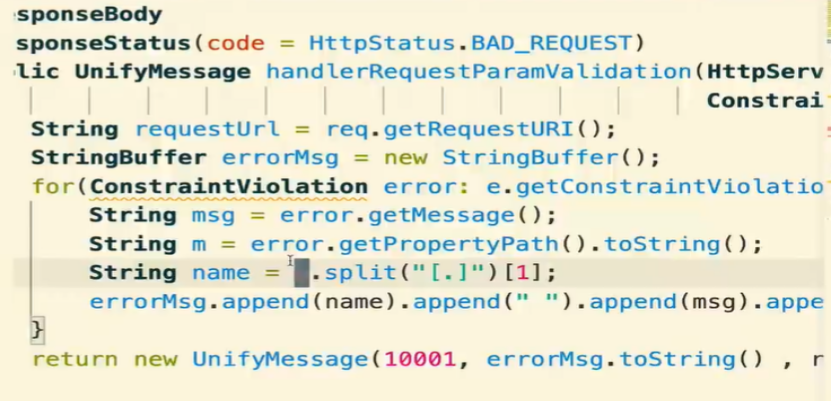 sponseBody
sponseStatus(code = HttpStatus.BAD_REQUEST)
lic UnifyMessage handlerRequestParamValidation(HttpServ
Constrai
String requestUrl = req.getRequestURI();
StringBuffer errorMsg = new StringBuffer();
for(ConstraintViolation error: e.getConstraintViolatio
String msg = error.getMessage();
String m = error.getPropertyPath().toString();
String name = .split("[.]")[1];
errorMsg.append(name).append(" ").append(msg).appe
}
return new UnifyMessage(10001, errorMsg.toString() , r